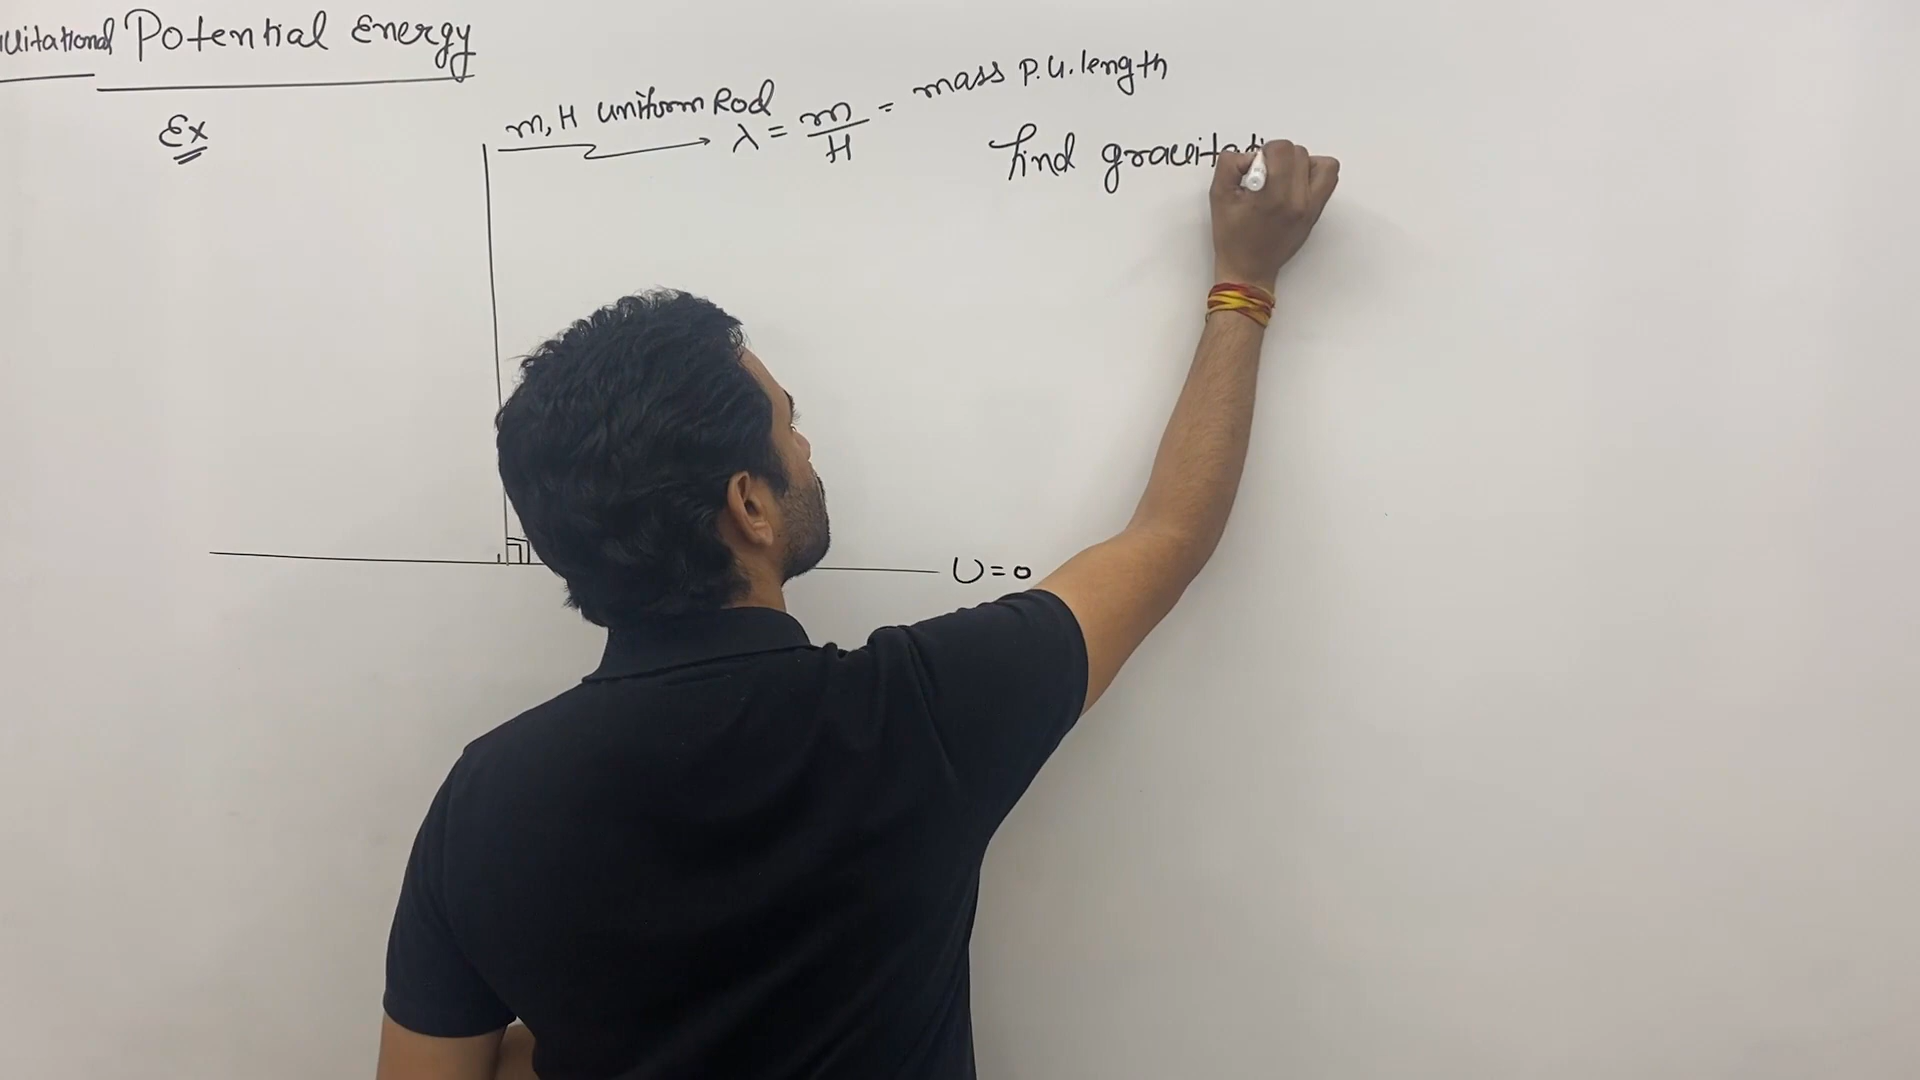 Potential Energy
Ex
m, H uniform Rod
λ = m/H = mass P.U. length
find
U = 0